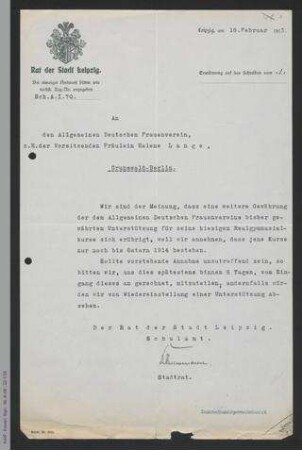 Leipzig, am 18. Februar 1913.
Rat der Stadt Leipzig.
Sch.A.I.70.
An
den Allgemeinen Deutschen Frauenverein,
z.H.der Vorsitzenden Fräulein Helene Lange,
Grunewald-Berlin.
Wir sind der Meinung, dass eine weitere Gewährung
der dem Allgemeinen Deutschen Frauenvereine bisher ge-
währten Unterstützung für seine hiesigen Realgymnasial-
kurse sich erübrigt, weil wir annehmen, dass jene Kurse
nur noch bis Ostern 1914 bestehen.
Sollte vorstehende Annahme unzutreffend sein, so
bitten wir, uns dies spätestens binnen 8 Tagen, vom Ein-
gang dieses an gerechnet, mitzuteilen, andernfalls wür-
den wir von Wiedereinstellung einer Unterstützung ab-
sehen.
Der Rat der Stadt Leipzig.
Schulamt.
Stadtrat.